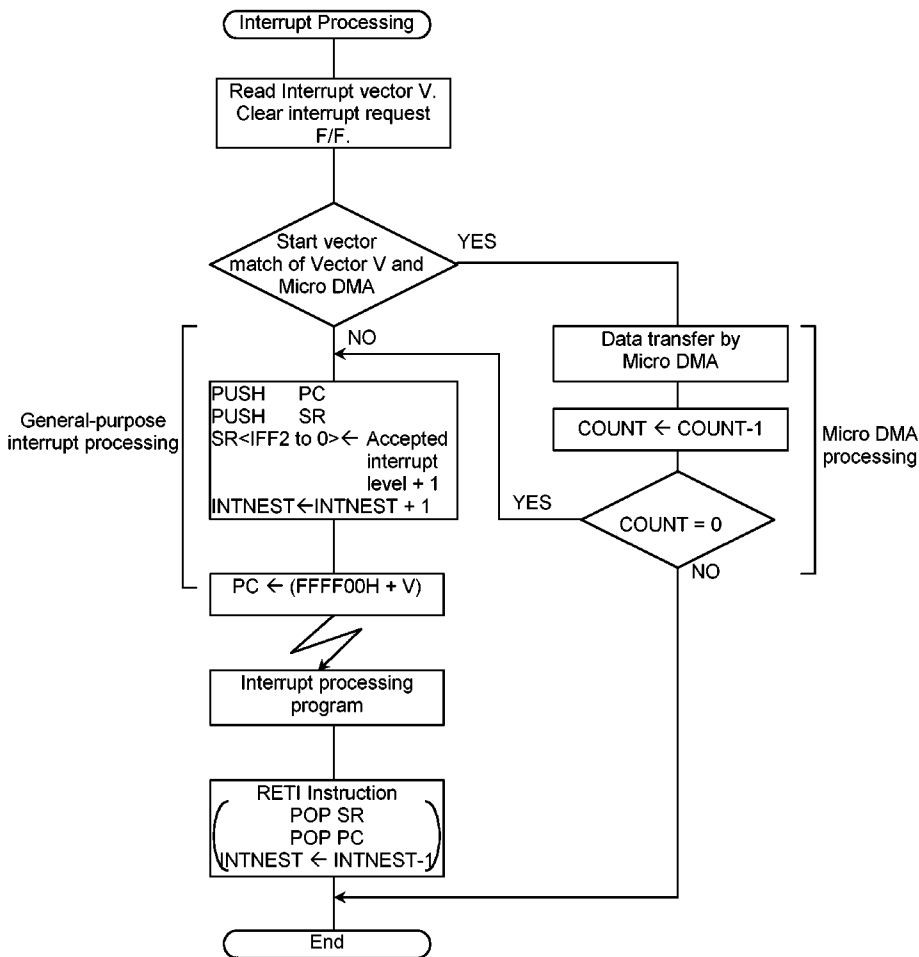 Interrupt Processing
Read Interrupt vector V.
Clear interrupt request
F/F.
Start vector
match of Vector V and
Micro DMA
YES
NO
General-purpose
interrupt processing
PUSH PC
PUSH SR
SR<IFF2 to 0>← Accepted
interrupt
level + 1
INTNEST←INTNEST + 1
PC ← (FFFF00H + V)
Interrupt processing
program
RETI Instruction
POP SR
POP PC
INTNEST ← INTNEST-1
End
Data transfer by
Micro DMA
COUNT ← COUNT-1
COUNT = 0
YES
NO
Micro DMA
processing